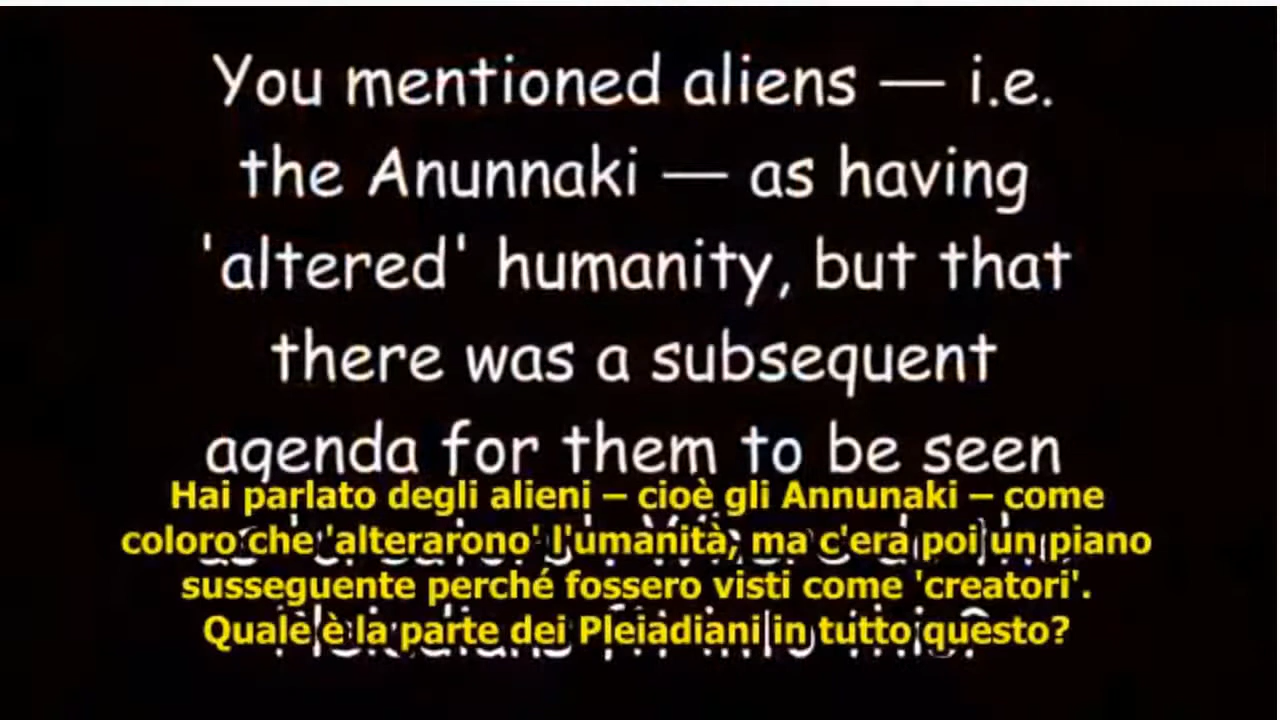 You mentioned aliens — i.e.
the Anunnaki — as having
'altered' humanity, but that
there was a subsequent
agenda for them to be seen
Hai parlato degli alieni – cioè gli Annunaki – come
coloro che 'alterarono' l'umanità; ma c'era poi un piano
susseguente perché fossero visti come 'creatori'.
Quale è la parte dei Pleiadiani in tutto questo?